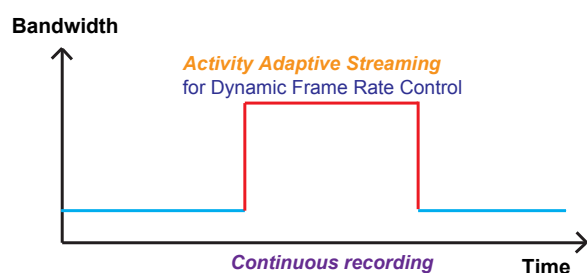 Bandwidth
Activity Adaptive Streaming
for Dynamic Frame Rate Control
Continuous recording
Time